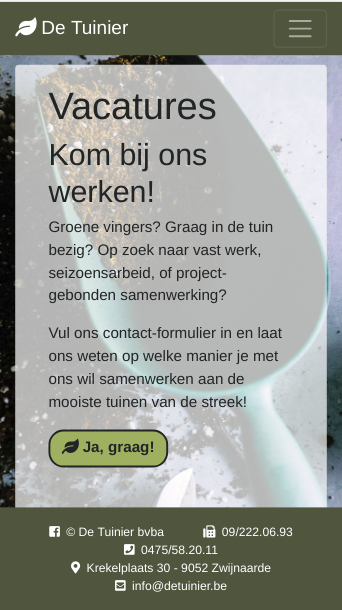 De Tuinier
Vacatures
Kom bij ons
werken!
Groene vingers? Graag in de tuin
bezig? Op zoek naar vast werk,
seizoensarbeid, of project-
gebonden samenwerking?
Vul ons contact-formulier in en laat
ons weten op welke manier je met
ons wil samenwerken aan de
mooiste tuinen van de streek!
Ja, graag!
© De Tuinier bvba 09/222.06.93
0475/58.20.11
Krekelplaats 30 - 9052 Zwijnaarde
info@detuinier.be